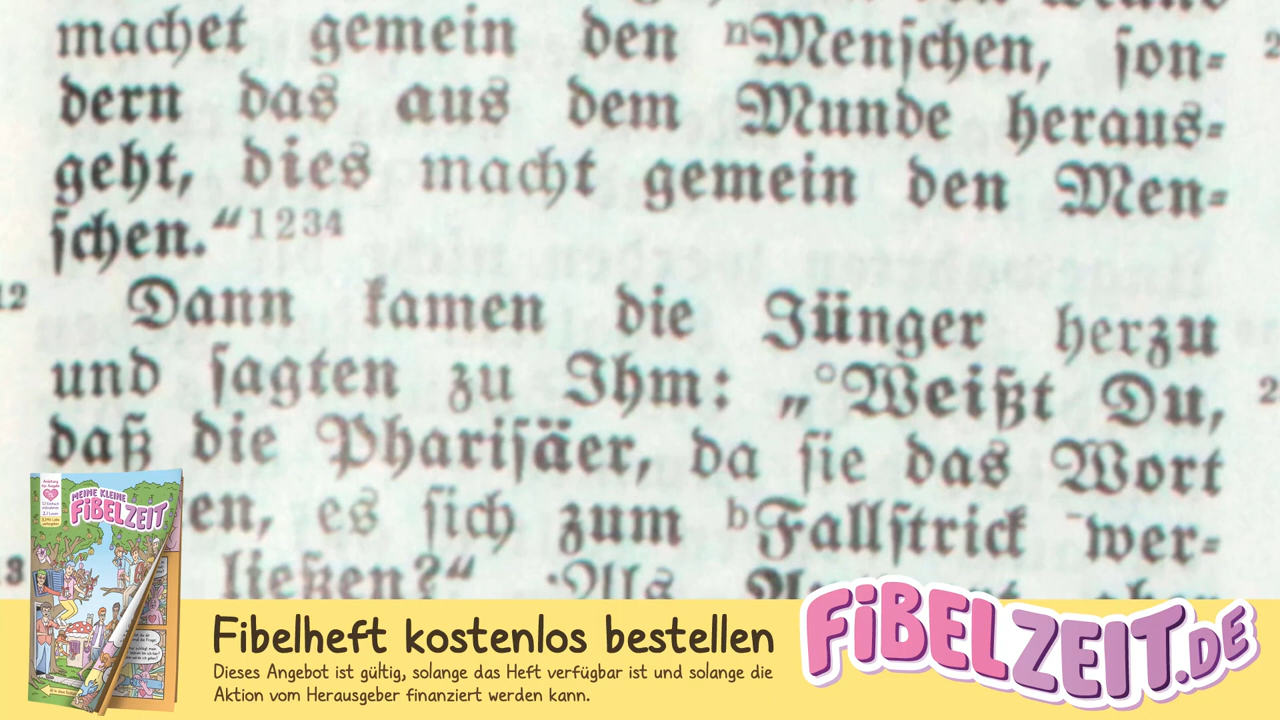 machet gemein den ⁿMenſchen, ſon=
dern das aus dem Munde heraus=
geht, dies macht gemein den Men=
ſchen.“ 1234
12 Dann kamen die Jünger herzu
und ſagten zu Ihm: „°Weißt Du,
daß die Phariſäer, da ſie das Wort
en, es ſich zum ᵇFallſtrick ‾wer=
ließen?“
MEINE KLEINE
FiBELZEIT
Fibelheft kostenlos bestellen
Dieses Angebot ist gültig, solange das Heft verfügbar ist und solange die
Aktion vom Herausgeber finanziert werden kann.
FiBELZEIT.DE